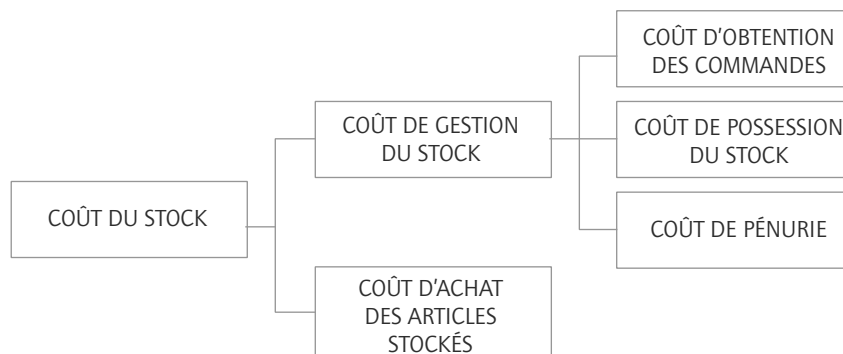 COÛT D'OBTENTION
DES COMMANDES
COÛT DE GESTION
DU STOCK
COÛT DE POSSESSION
DU STOCK
COÛT DU STOCK
COÛT DE PÉNURIE
COÛT D'ACHAT
DES ARTICLES
STOCKÉS